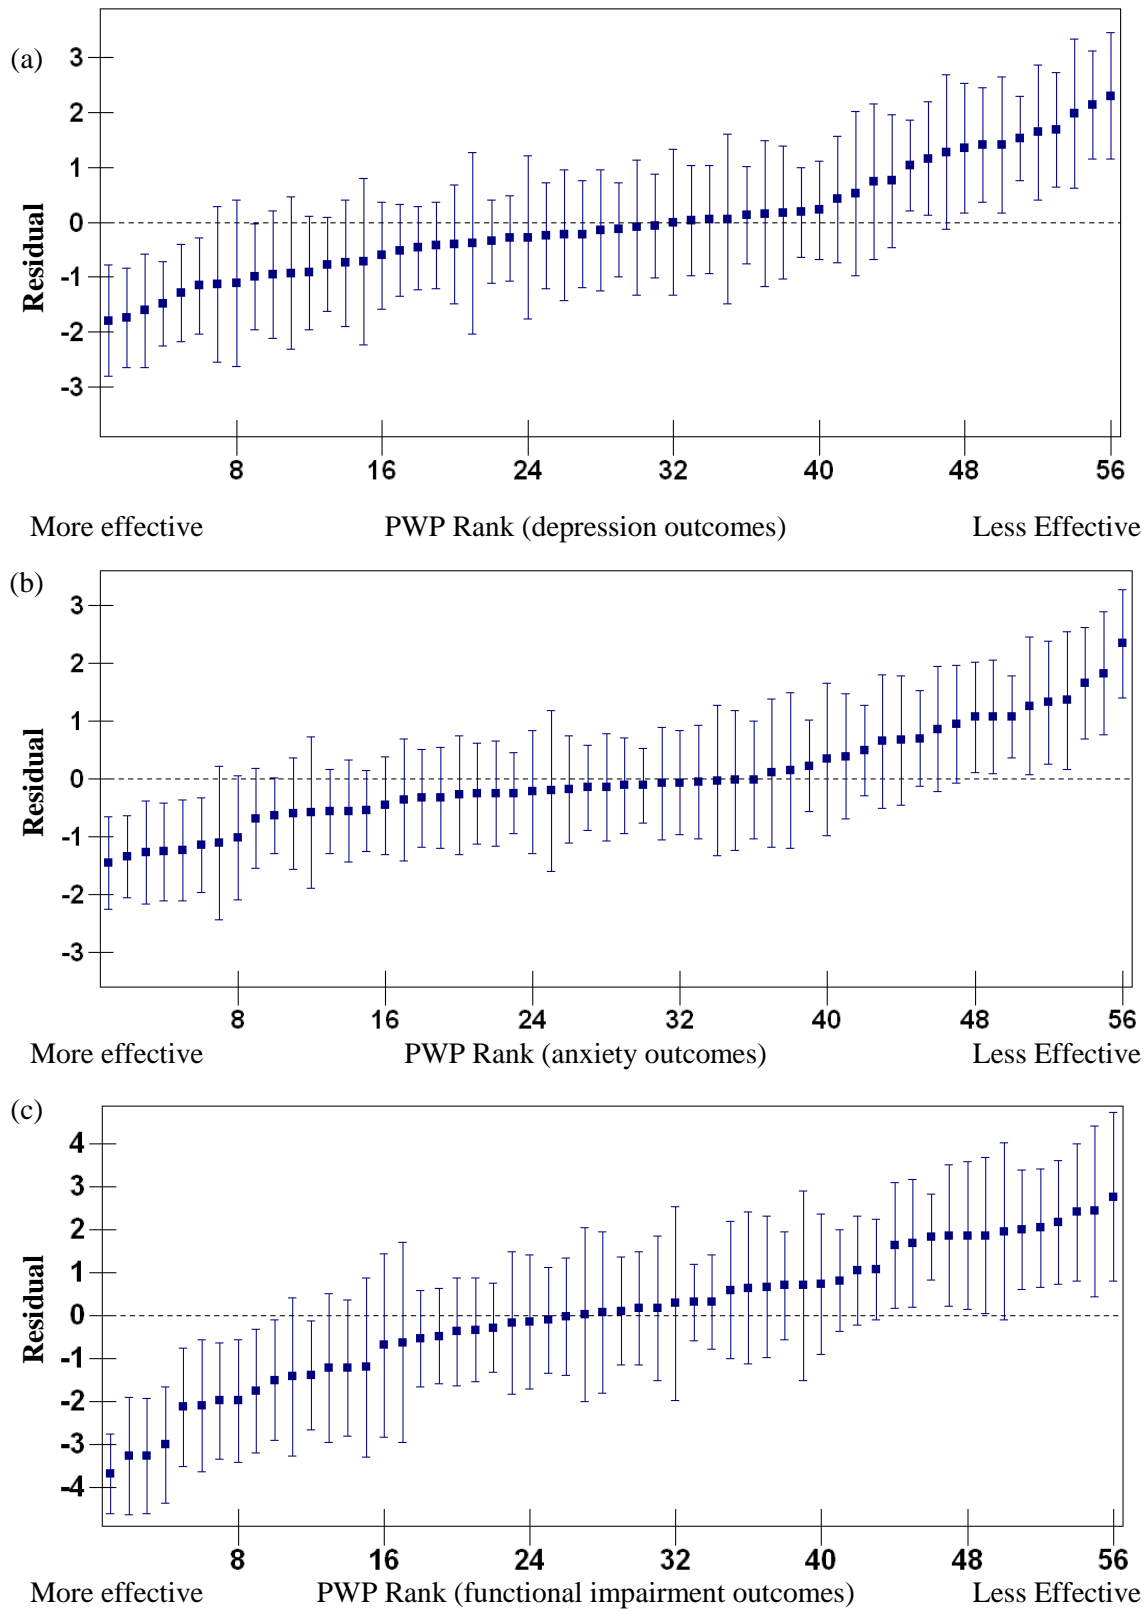 (a)
3
2
1
0
-1
-2
-3
Residual
8 16 24 32 40 48 56
More effective PWP Rank (depression outcomes) Less Effective
(b)
3
2
1
0
-1
-2
-3
Residual
8 16 24 32 40 48 56
More effective PWP Rank (anxiety outcomes) Less Effective
(c)
4
3
2
1
0
-1
-2
-3
-4
Residual
8 16 24 32 40 48 56
More effective PWP Rank (functional impairment outcomes) Less Effective